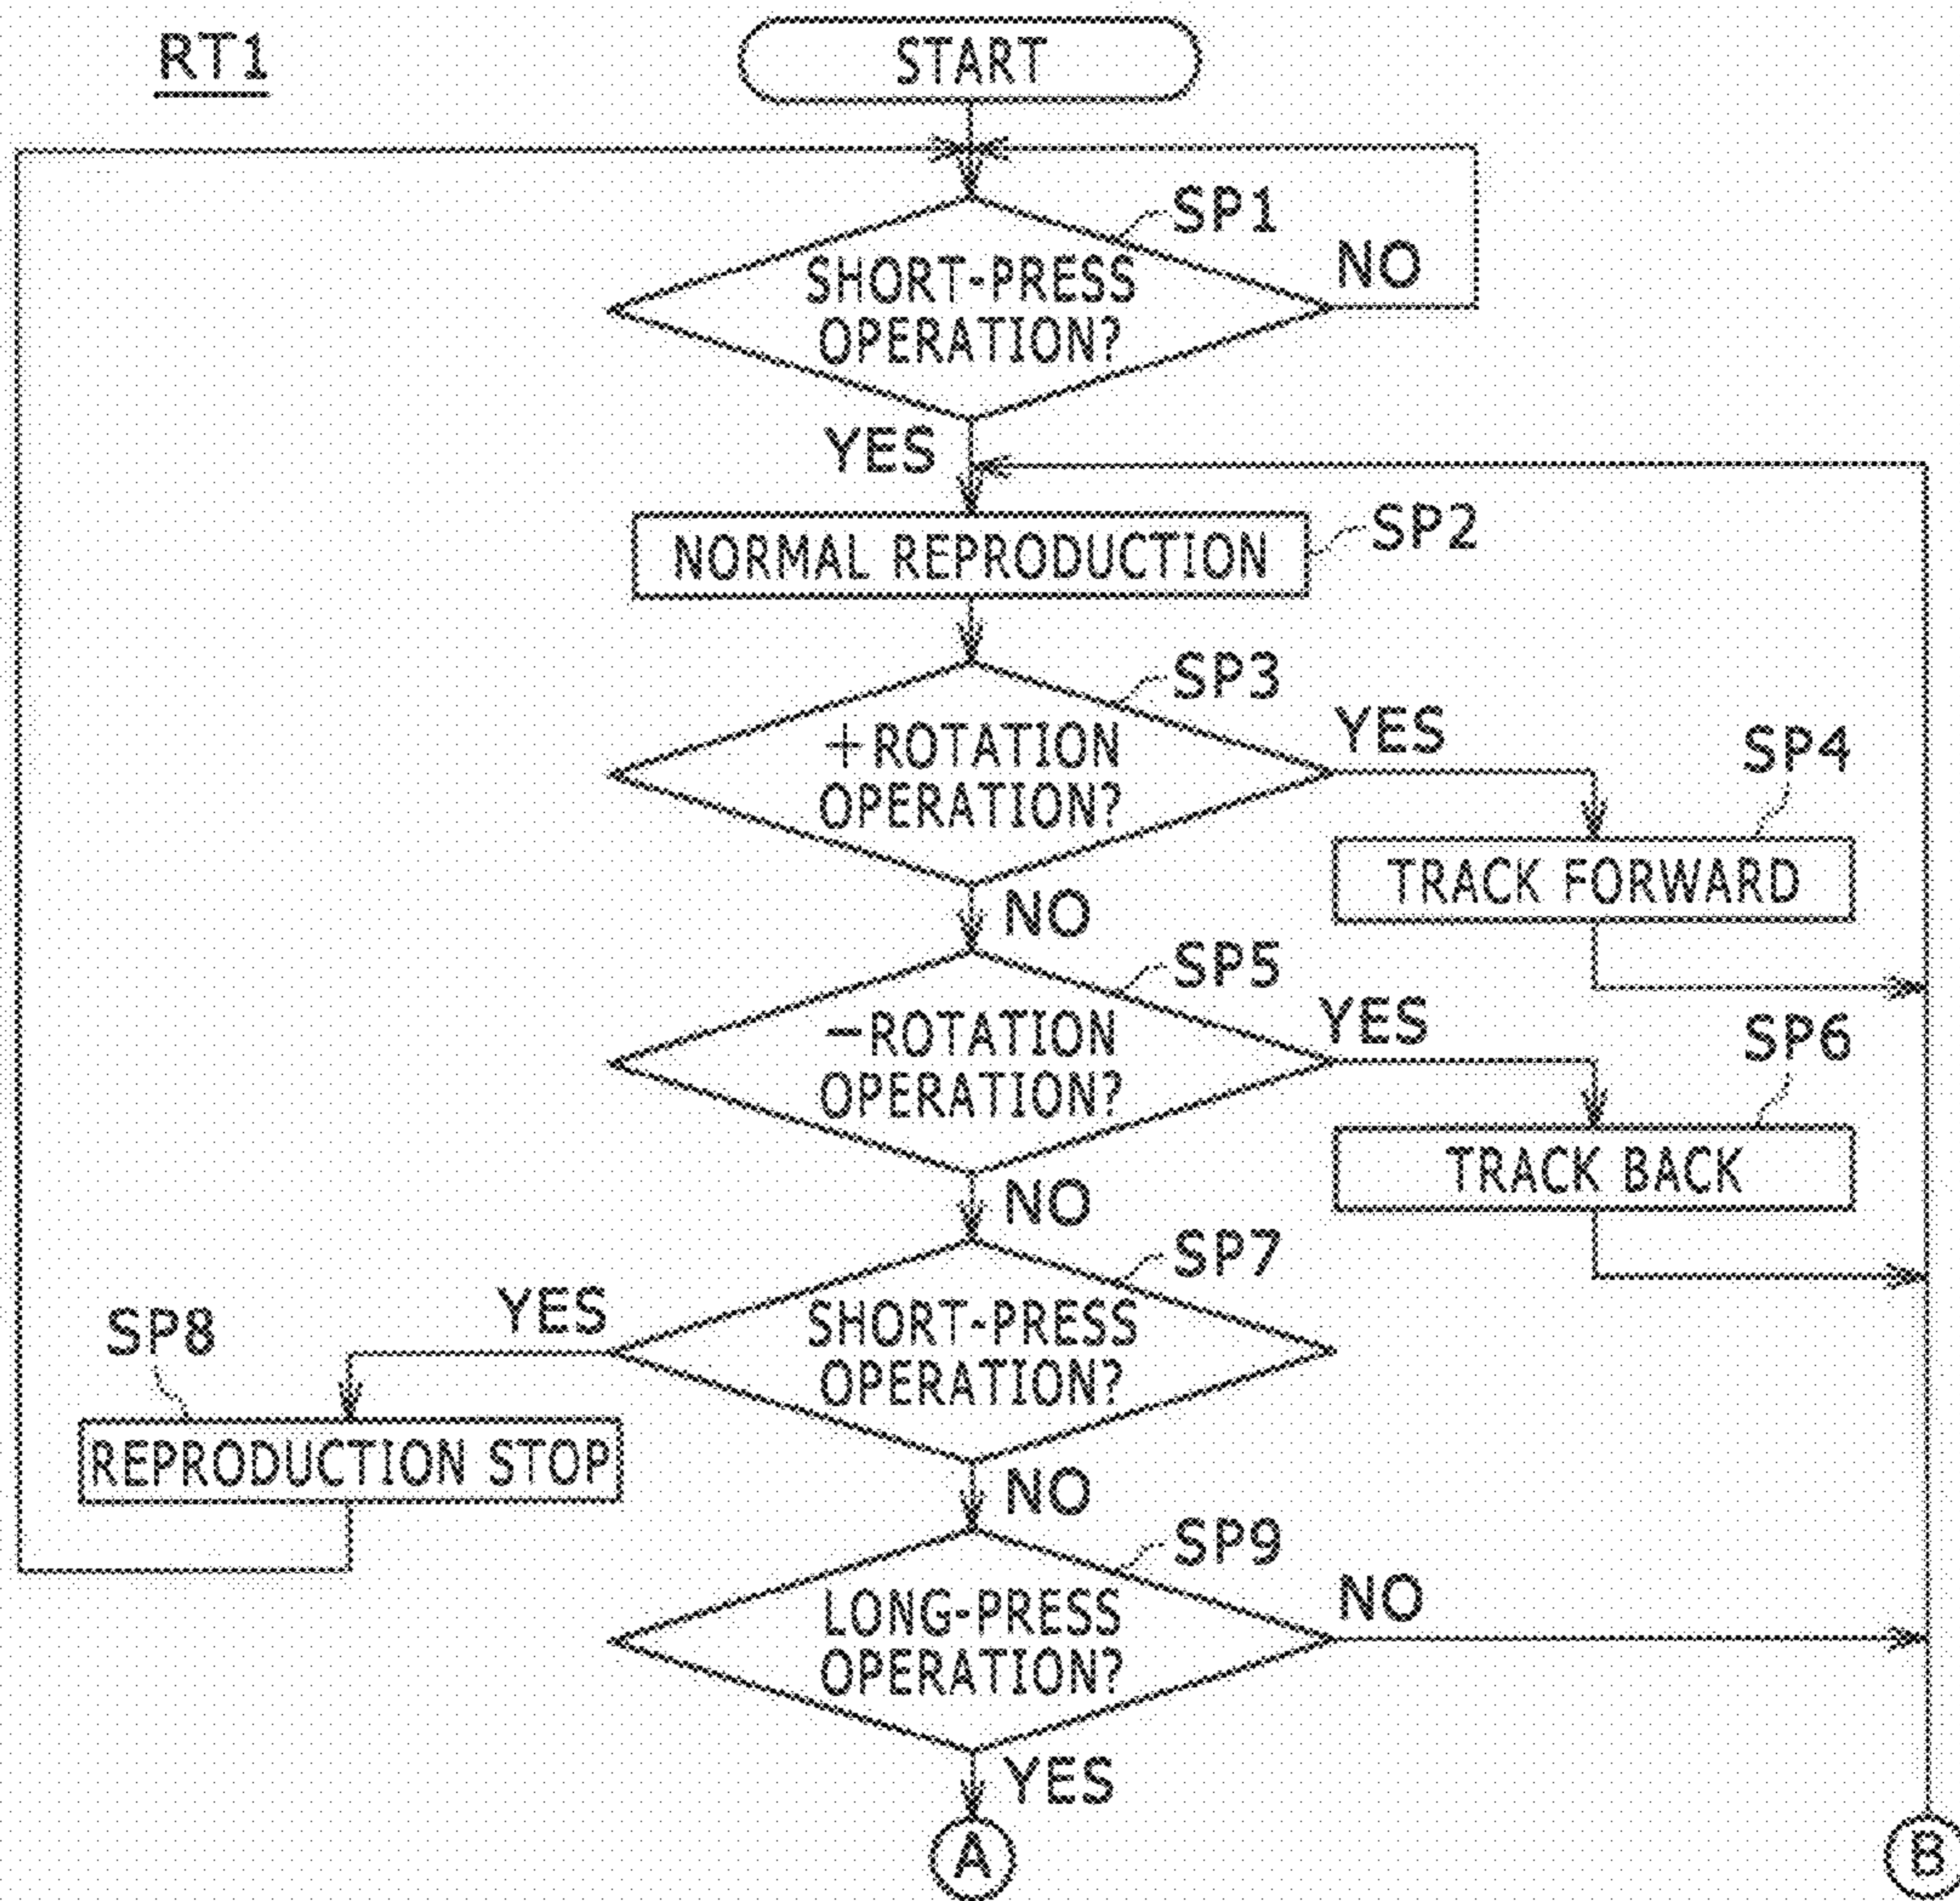 RT1
START
SP1
SHORT-PRESS
OPERATION?
NO
YES
SP2
NORMAL REPRODUCTION
SP3
+ROTATION
OPERATION?
YES
SP4
TRACK FORWARD
NO
SP5
−ROTATION
OPERATION?
YES
SP6
TRACK BACK
NO
SP7
SHORT-PRESS
OPERATION?
YES
SP8
REPRODUCTION STOP
NO
SP9
LONG-PRESS
OPERATION?
NO
YES
A
B